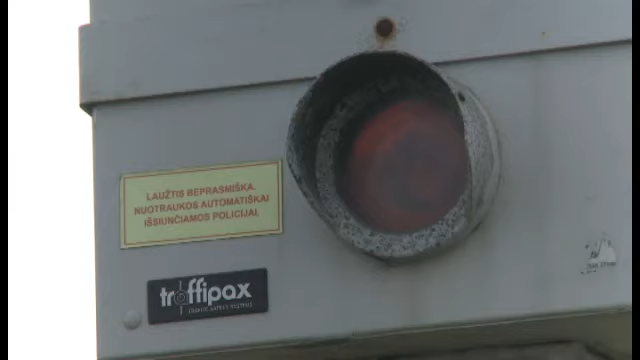 LAUŽTIS BEPRASMIŠKA.
NUOTRAUKOS AUTOMATIŠKAI
IŠSIUNČIAMOS POLICIJAI.
traffipax